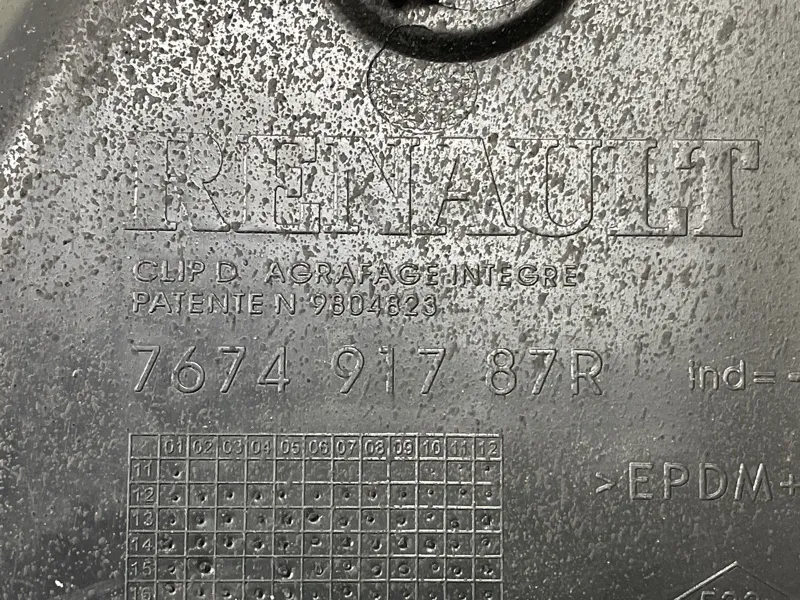 RENAULT
CLIP D AGRAFAGE INTEGRE
PATENTE N 9804823
7674 917 87R
Ind= -
>EPDM+
01 02 03 04 05 06 07 08 09 10 11 12
11
12
13
14
15
16